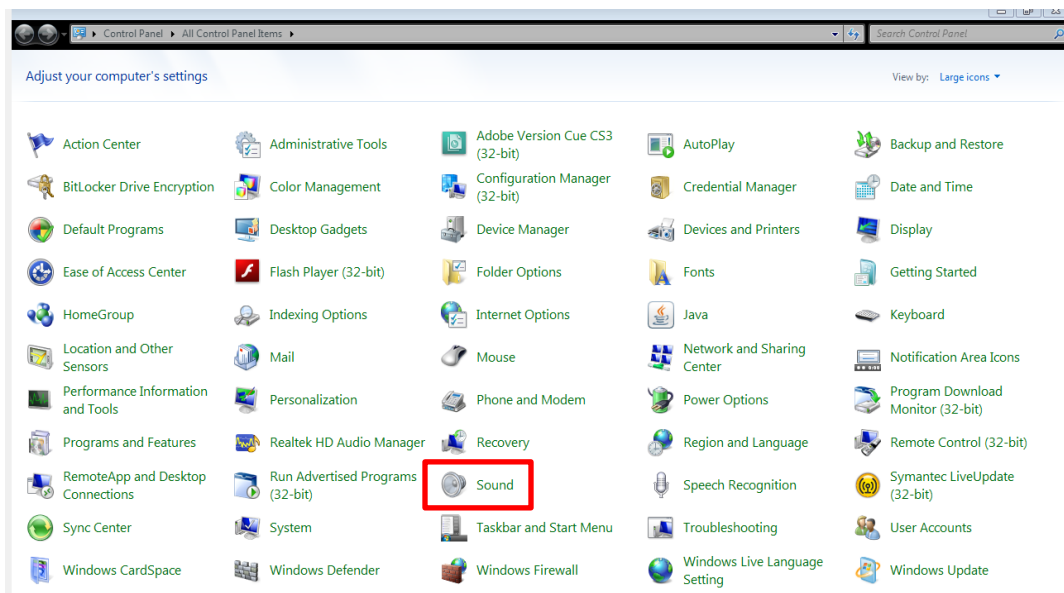 Control Panel ▸ All Control Panel Items ▸
Search Control Panel
Adjust your computer's settings
View by: Large icons
Action Center
Administrative Tools
Adobe Version Cue CS3
(32-bit)
AutoPlay
Backup and Restore
BitLocker Drive Encryption
Color Management
Configuration Manager
(32-bit)
Credential Manager
Date and Time
Default Programs
Desktop Gadgets
Device Manager
Devices and Printers
Display
Ease of Access Center
Flash Player (32-bit)
Folder Options
Fonts
Getting Started
HomeGroup
Indexing Options
Internet Options
Java
Keyboard
Location and Other
Sensors
Mail
Mouse
Network and Sharing
Center
Notification Area Icons
Performance Information
and Tools
Personalization
Phone and Modem
Power Options
Program Download
Monitor (32-bit)
Programs and Features
Realtek HD Audio Manager
Recovery
Region and Language
Remote Control (32-bit)
RemoteApp and Desktop
Connections
Run Advertised Programs
(32-bit)
Sound
Speech Recognition
Symantec LiveUpdate
(32-bit)
Sync Center
System
Taskbar and Start Menu
Troubleshooting
User Accounts
Windows CardSpace
Windows Defender
Windows Firewall
Windows Live Language
Setting
Windows Update